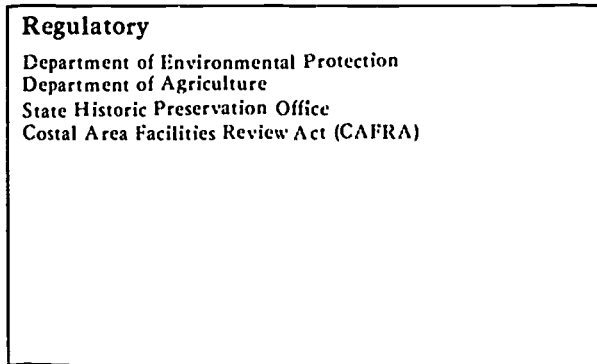 Regulatory
Department of Environmental Protection
Department of Agriculture
State Historic Preservation Office
Costal Area Facilities Review Act (CAFRA)